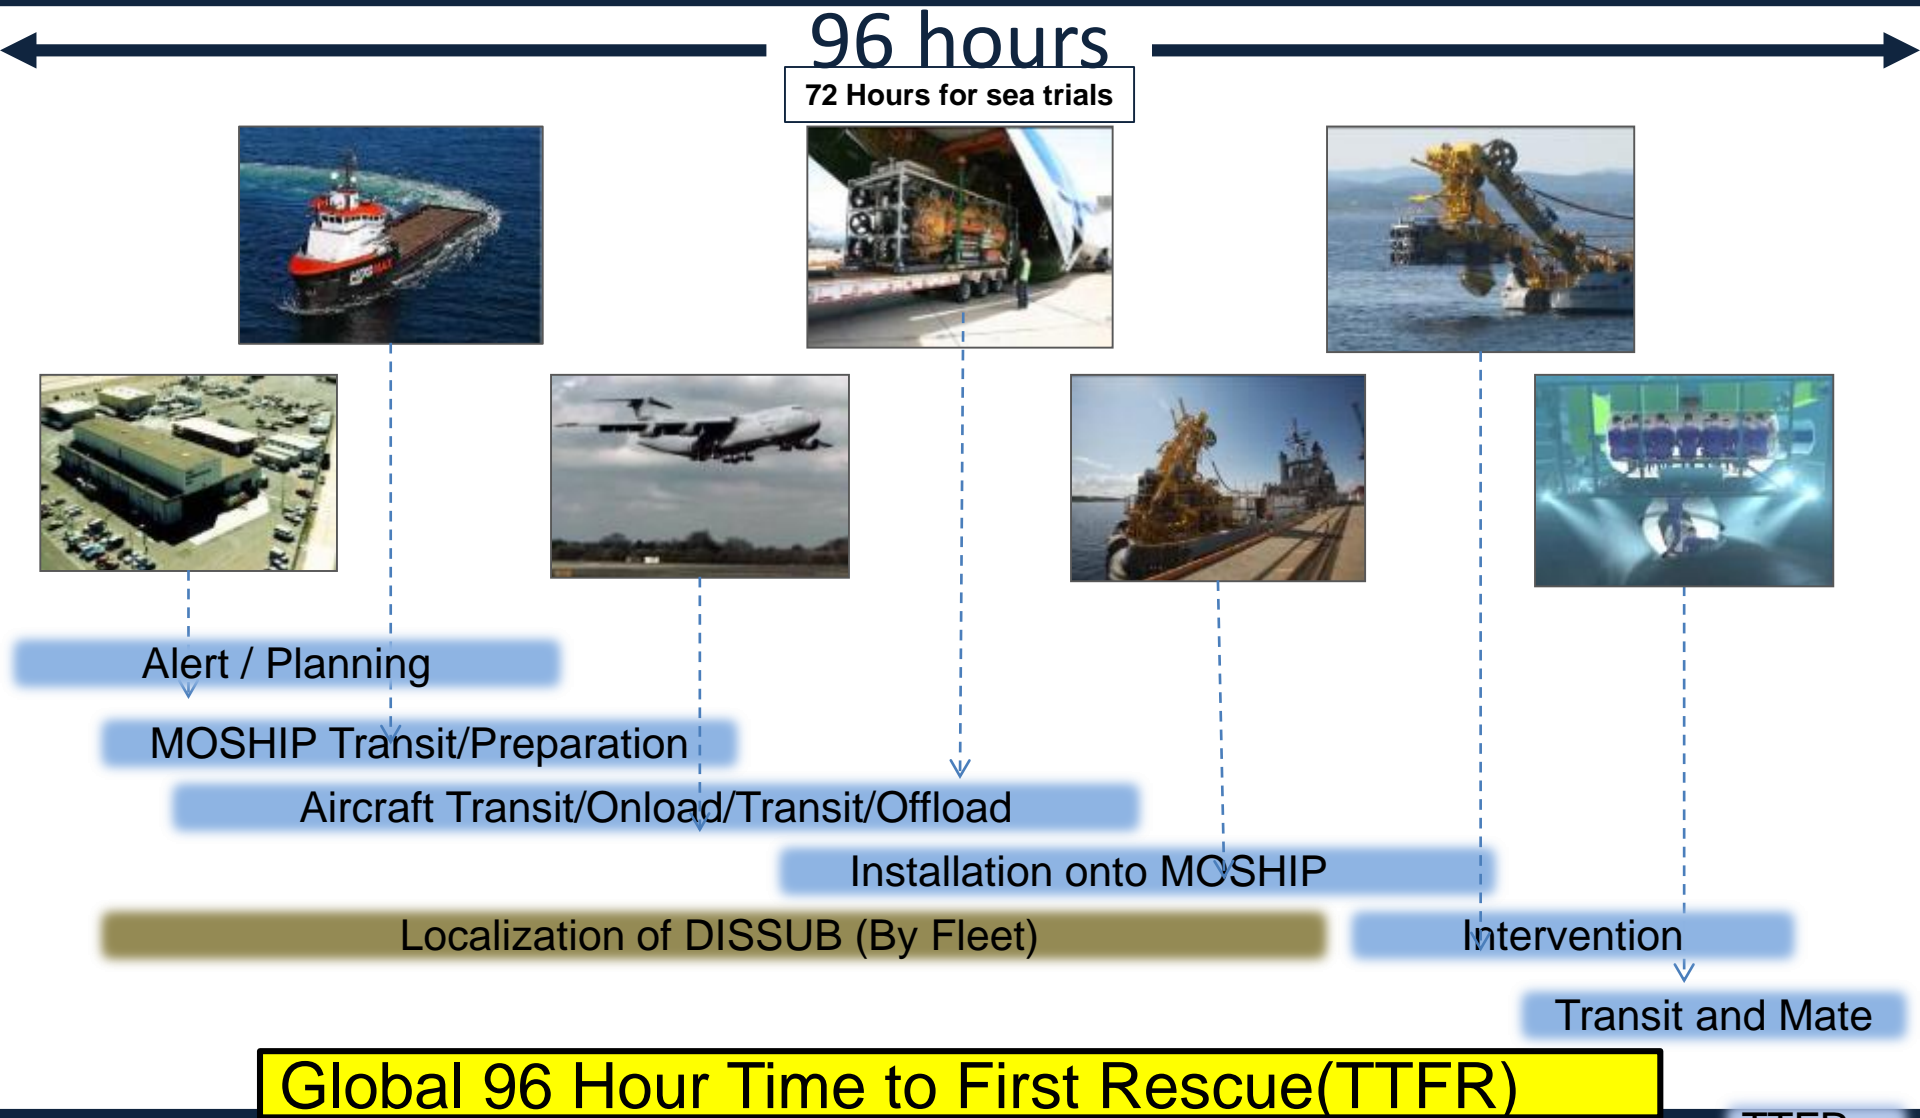 96 hours
72 Hours for sea trials
Alert / Planning
MOSHIP Transit/Preparation
Aircraft Transit/Onload/Transit/Offload
Installation onto MOSHIP
Localization of DISSUB (By Fleet)
Intervention
Transit and Mate
Global 96 Hour Time to First Rescue(TTFR)